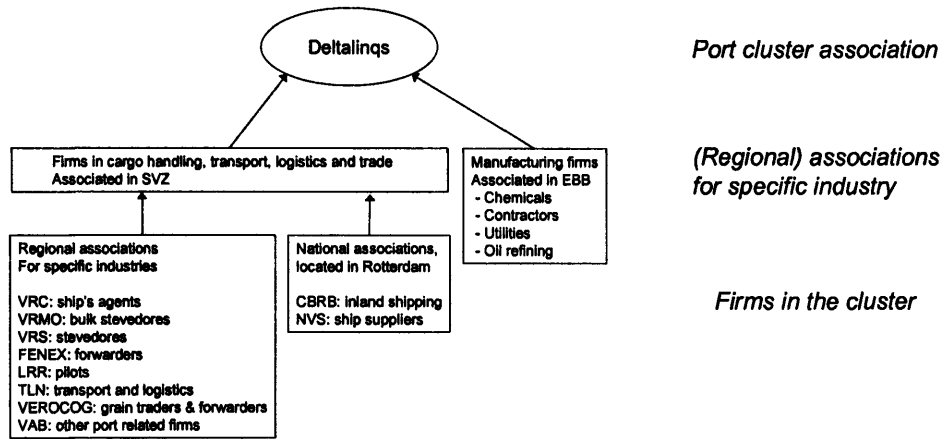 Deltalinqs
Port cluster association
Firms in cargo handling, transport, logistics and trade
Associated in SVZ
Manufacturing firms
Associated in EBB
- Chemicals
- Contractors
- Utilities
- Oil refining
(Regional) associations
for specific industry
Regional associations
For specific industries
VRC: ship's agents
VRMO: bulk stevedores
VRS: stevedores
FENEX: forwarders
LRR: pilots
TLN: transport and logistics
VEROCOG: grain traders & forwarders
VAB: other port related firms
National associations,
located in Rotterdam
CBRB: inland shipping
NVS: ship suppliers
Firms in the cluster